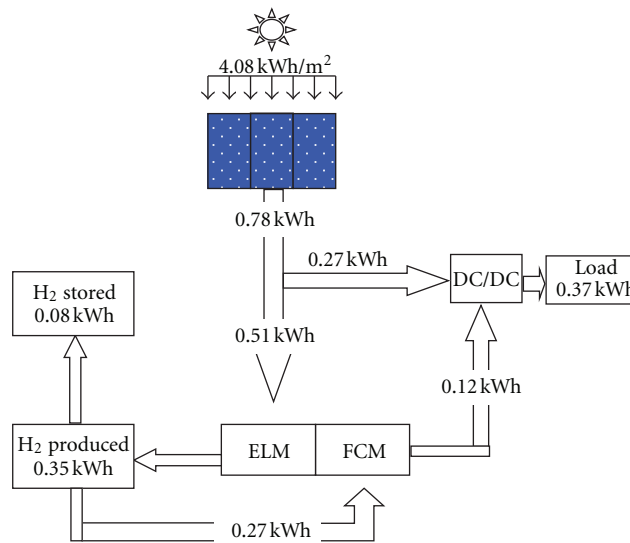 4.08 kWh/m²
0.78 kWh
0.27 kWh
DC/DC
Load
0.37 kWh
H₂ stored
0.08 kWh
0.51 kWh
0.12 kWh
H₂ produced
0.35 kWh
ELM
FCM
0.27 kWh